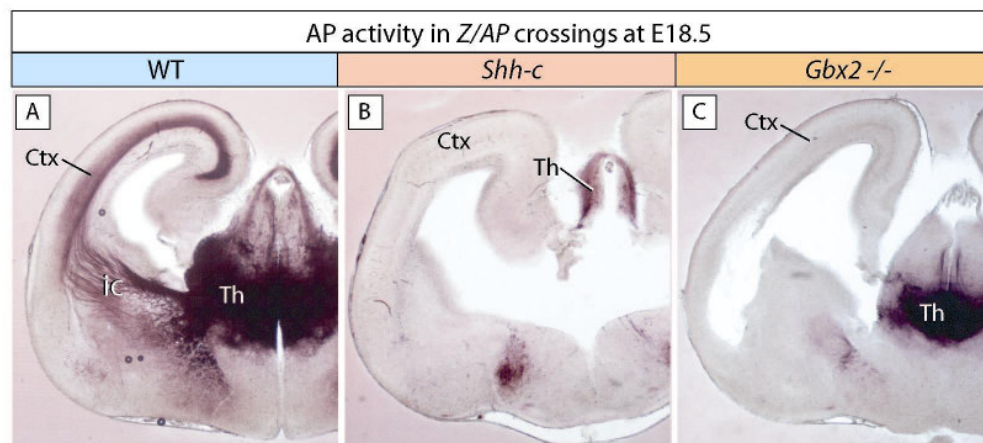 AP activity in Z/AP crossings at E18.5
WT
Shh-c
Gbx2 -/-
A
Ctx
ic
Th
B
Ctx
Th
C
Ctx
Th